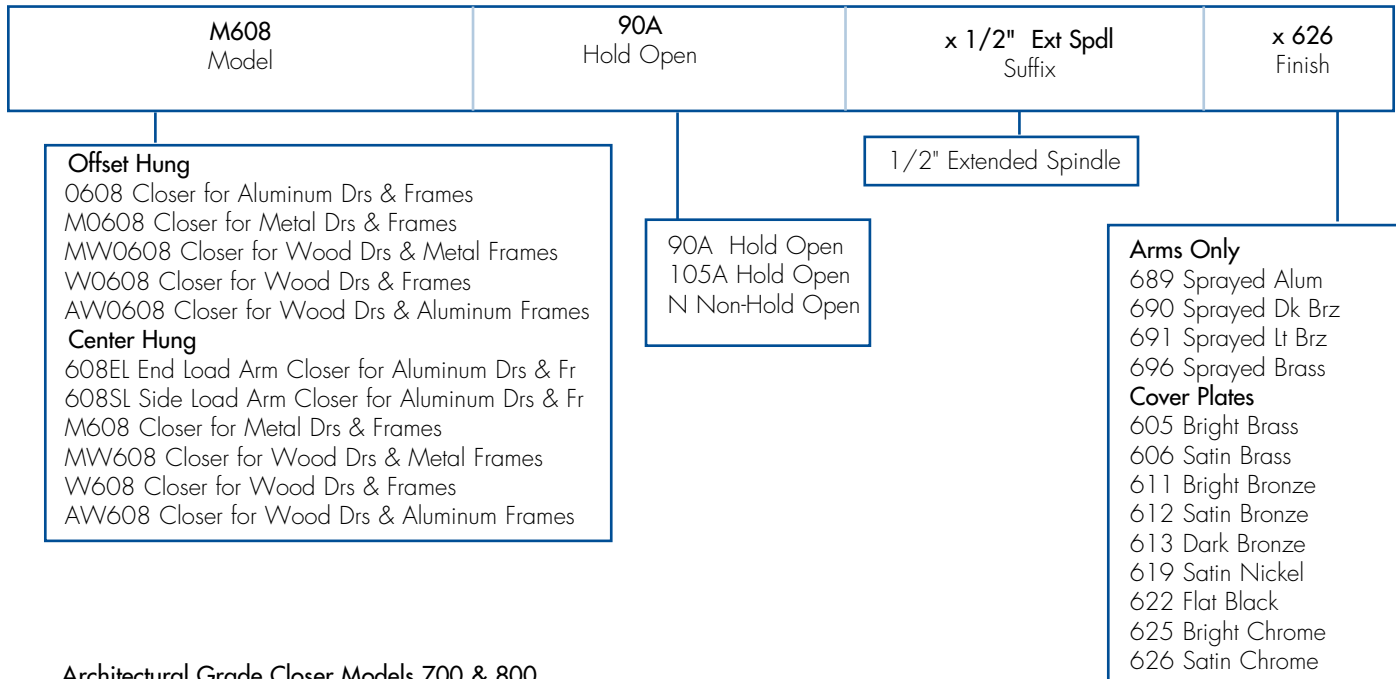 M608
Model
90A
Hold Open
x 1/2" Ext Spdl
Suffix
x 626
Finish
Offset Hung
0608 Closer for Aluminum Drs & Frames
M0608 Closer for Metal Drs & Frames
MW0608 Closer for Wood Drs & Metal Frames
W0608 Closer for Wood Drs & Frames
AW0608 Closer for Wood Drs & Aluminum Frames
Center Hung
608EL End Load Arm Closer for Aluminum Drs & Fr
608SL Side Load Arm Closer for Aluminum Drs & Fr
M608 Closer for Metal Drs & Frames
MW608 Closer for Wood Drs & Metal Frames
W608 Closer for Wood Drs & Frames
AW608 Closer for Wood Drs & Aluminum Frames
90A Hold Open
105A Hold Open
N Non-Hold Open
1/2" Extended Spindle
Arms Only
689 Sprayed Alum
690 Sprayed Dk Brz
691 Sprayed Lt Brz
696 Sprayed Brass
Cover Plates
605 Bright Brass
606 Satin Brass
611 Bright Bronze
612 Satin Bronze
613 Dark Bronze
619 Satin Nickel
622 Flat Black
625 Bright Chrome
626 Satin Chrome
Architectural Grade Closer Models 700 & 800